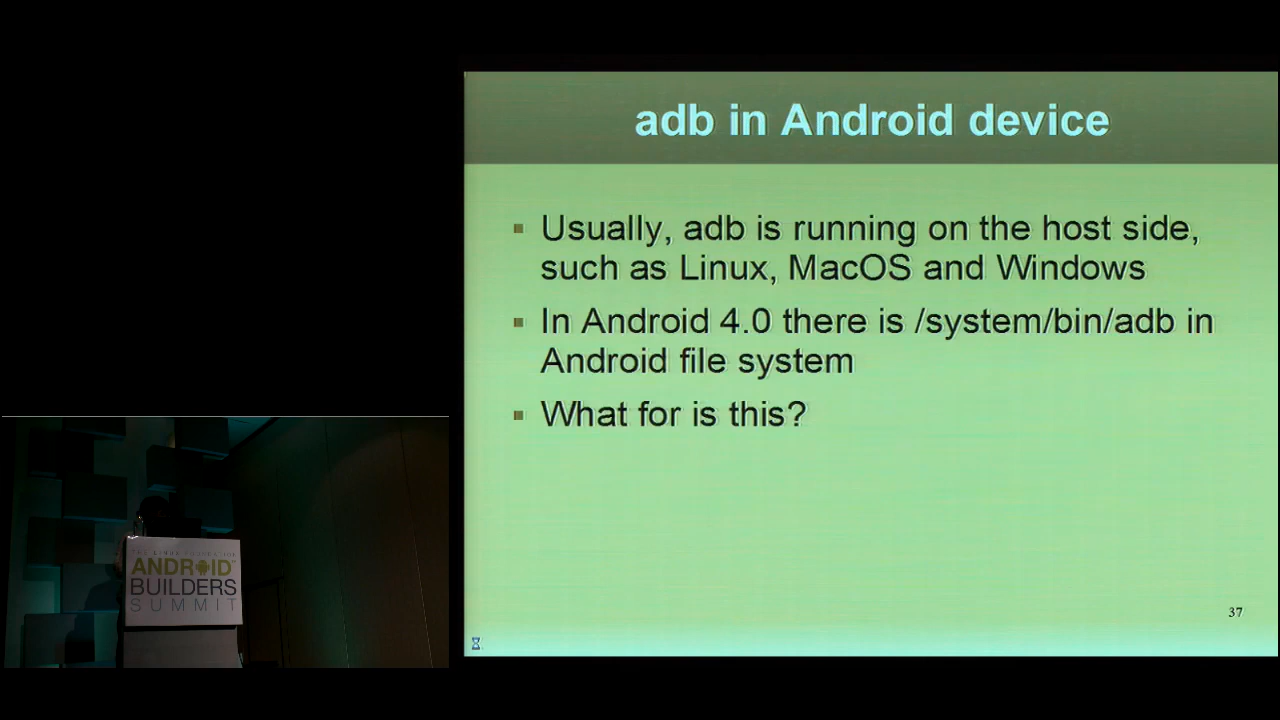 adb in Android device
Usually, adb is running on the host side,
such as Linux, MacOS and Windows
In Android 4.0 there is /system/bin/adb in
Android file system
What for is this?
37
THE LINUX FOUNDATION
ANDROID
BUILDERS
SUMMIT